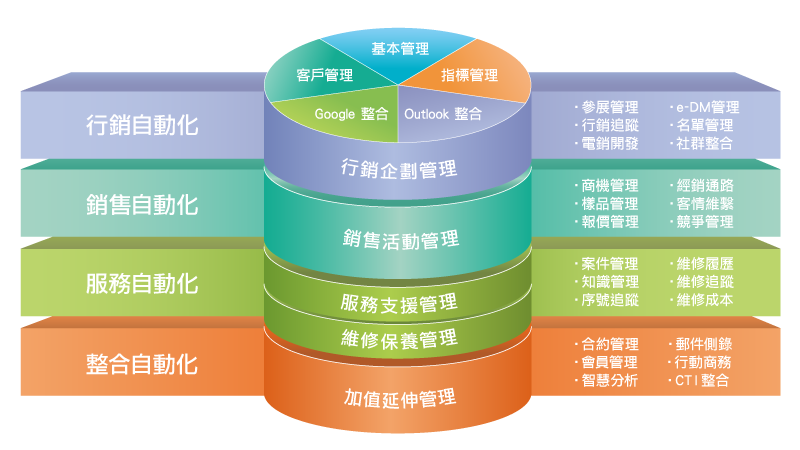 基本管理
客戶管理
指標管理
Google 整合
Outlook 整合
行銷自動化
行銷企劃管理
・參展管理 ・e-DM管理
・行銷追蹤 ・名單管理
・電銷開發 ・社群整合
銷售自動化
銷售活動管理
・商機管理 ・經銷通路
・樣品管理 ・客情維繫
・報價管理 ・競爭管理
服務自動化
服務支援管理
維修保養管理
・案件管理 ・維修履歷
・知識管理 ・維修追蹤
・序號追蹤 ・維修成本
整合自動化
加值延伸管理
・合約管理 ・郵件側錄
・會員管理 ・行動商務
・智慧分析 ・CTI 整合